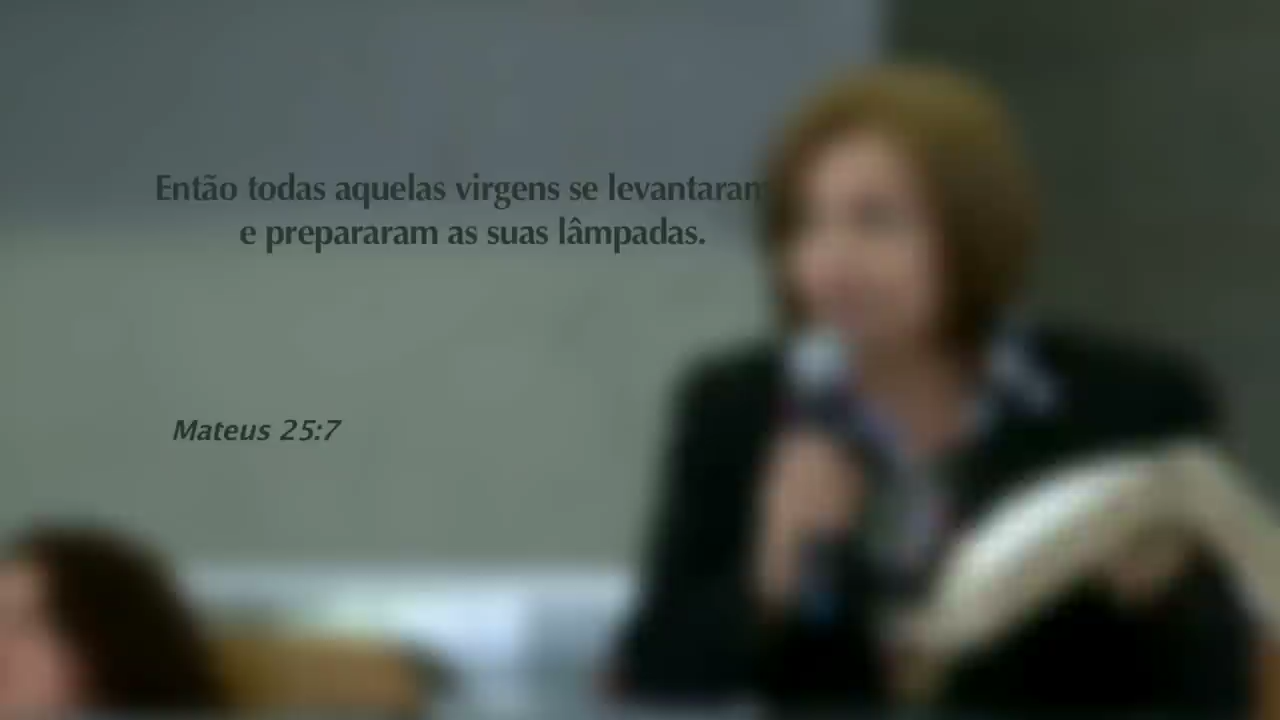 Então todas aquelas virgens se levantaram
e prepararam as suas lâmpadas.
Mateus 25:7